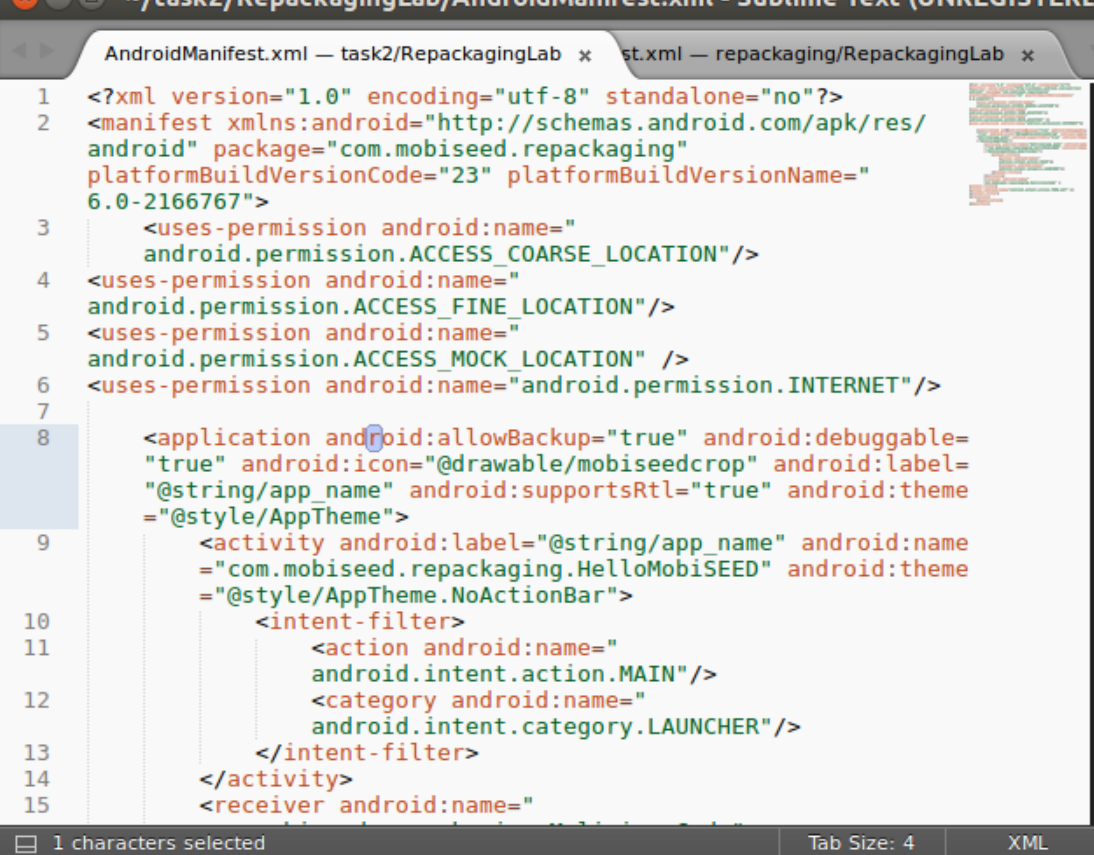 ~/task2/RepackagingLab/AndroidManifest.xml - Sublime Text (UNREGISTERE
AndroidManifest.xml — task2/RepackagingLab × st.xml — repackaging/RepackagingLab ×
1 <?xml version="1.0" encoding="utf-8" standalone="no"?>
2 <manifest xmlns:android="http://schemas.android.com/apk/res/
android" package="com.mobiseed.repackaging"
platformBuildVersionCode="23" platformBuildVersionName="
6.0-2166767">
3 <uses-permission android:name="
android.permission.ACCESS_COARSE_LOCATION"/>
4 <uses-permission android:name="
android.permission.ACCESS_FINE_LOCATION"/>
5 <uses-permission android:name="
android.permission.ACCESS_MOCK_LOCATION" />
6 <uses-permission android:name="android.permission.INTERNET"/>
7
8 <application android:allowBackup="true" android:debuggable=
"true" android:icon="@drawable/mobiseedcrop" android:label=
"@string/app_name" android:supportsRtl="true" android:theme
="@style/AppTheme">
9 <activity android:label="@string/app_name" android:name
="com.mobiseed.repackaging.HelloMobiSEED" android:theme
="@style/AppTheme.NoActionBar">
10 <intent-filter>
11 <action android:name="
android.intent.action.MAIN"/>
12 <category android:name="
android.intent.category.LAUNCHER"/>
13 </intent-filter>
14 </activity>
15 <receiver android:name="
1 characters selected Tab Size: 4 XML